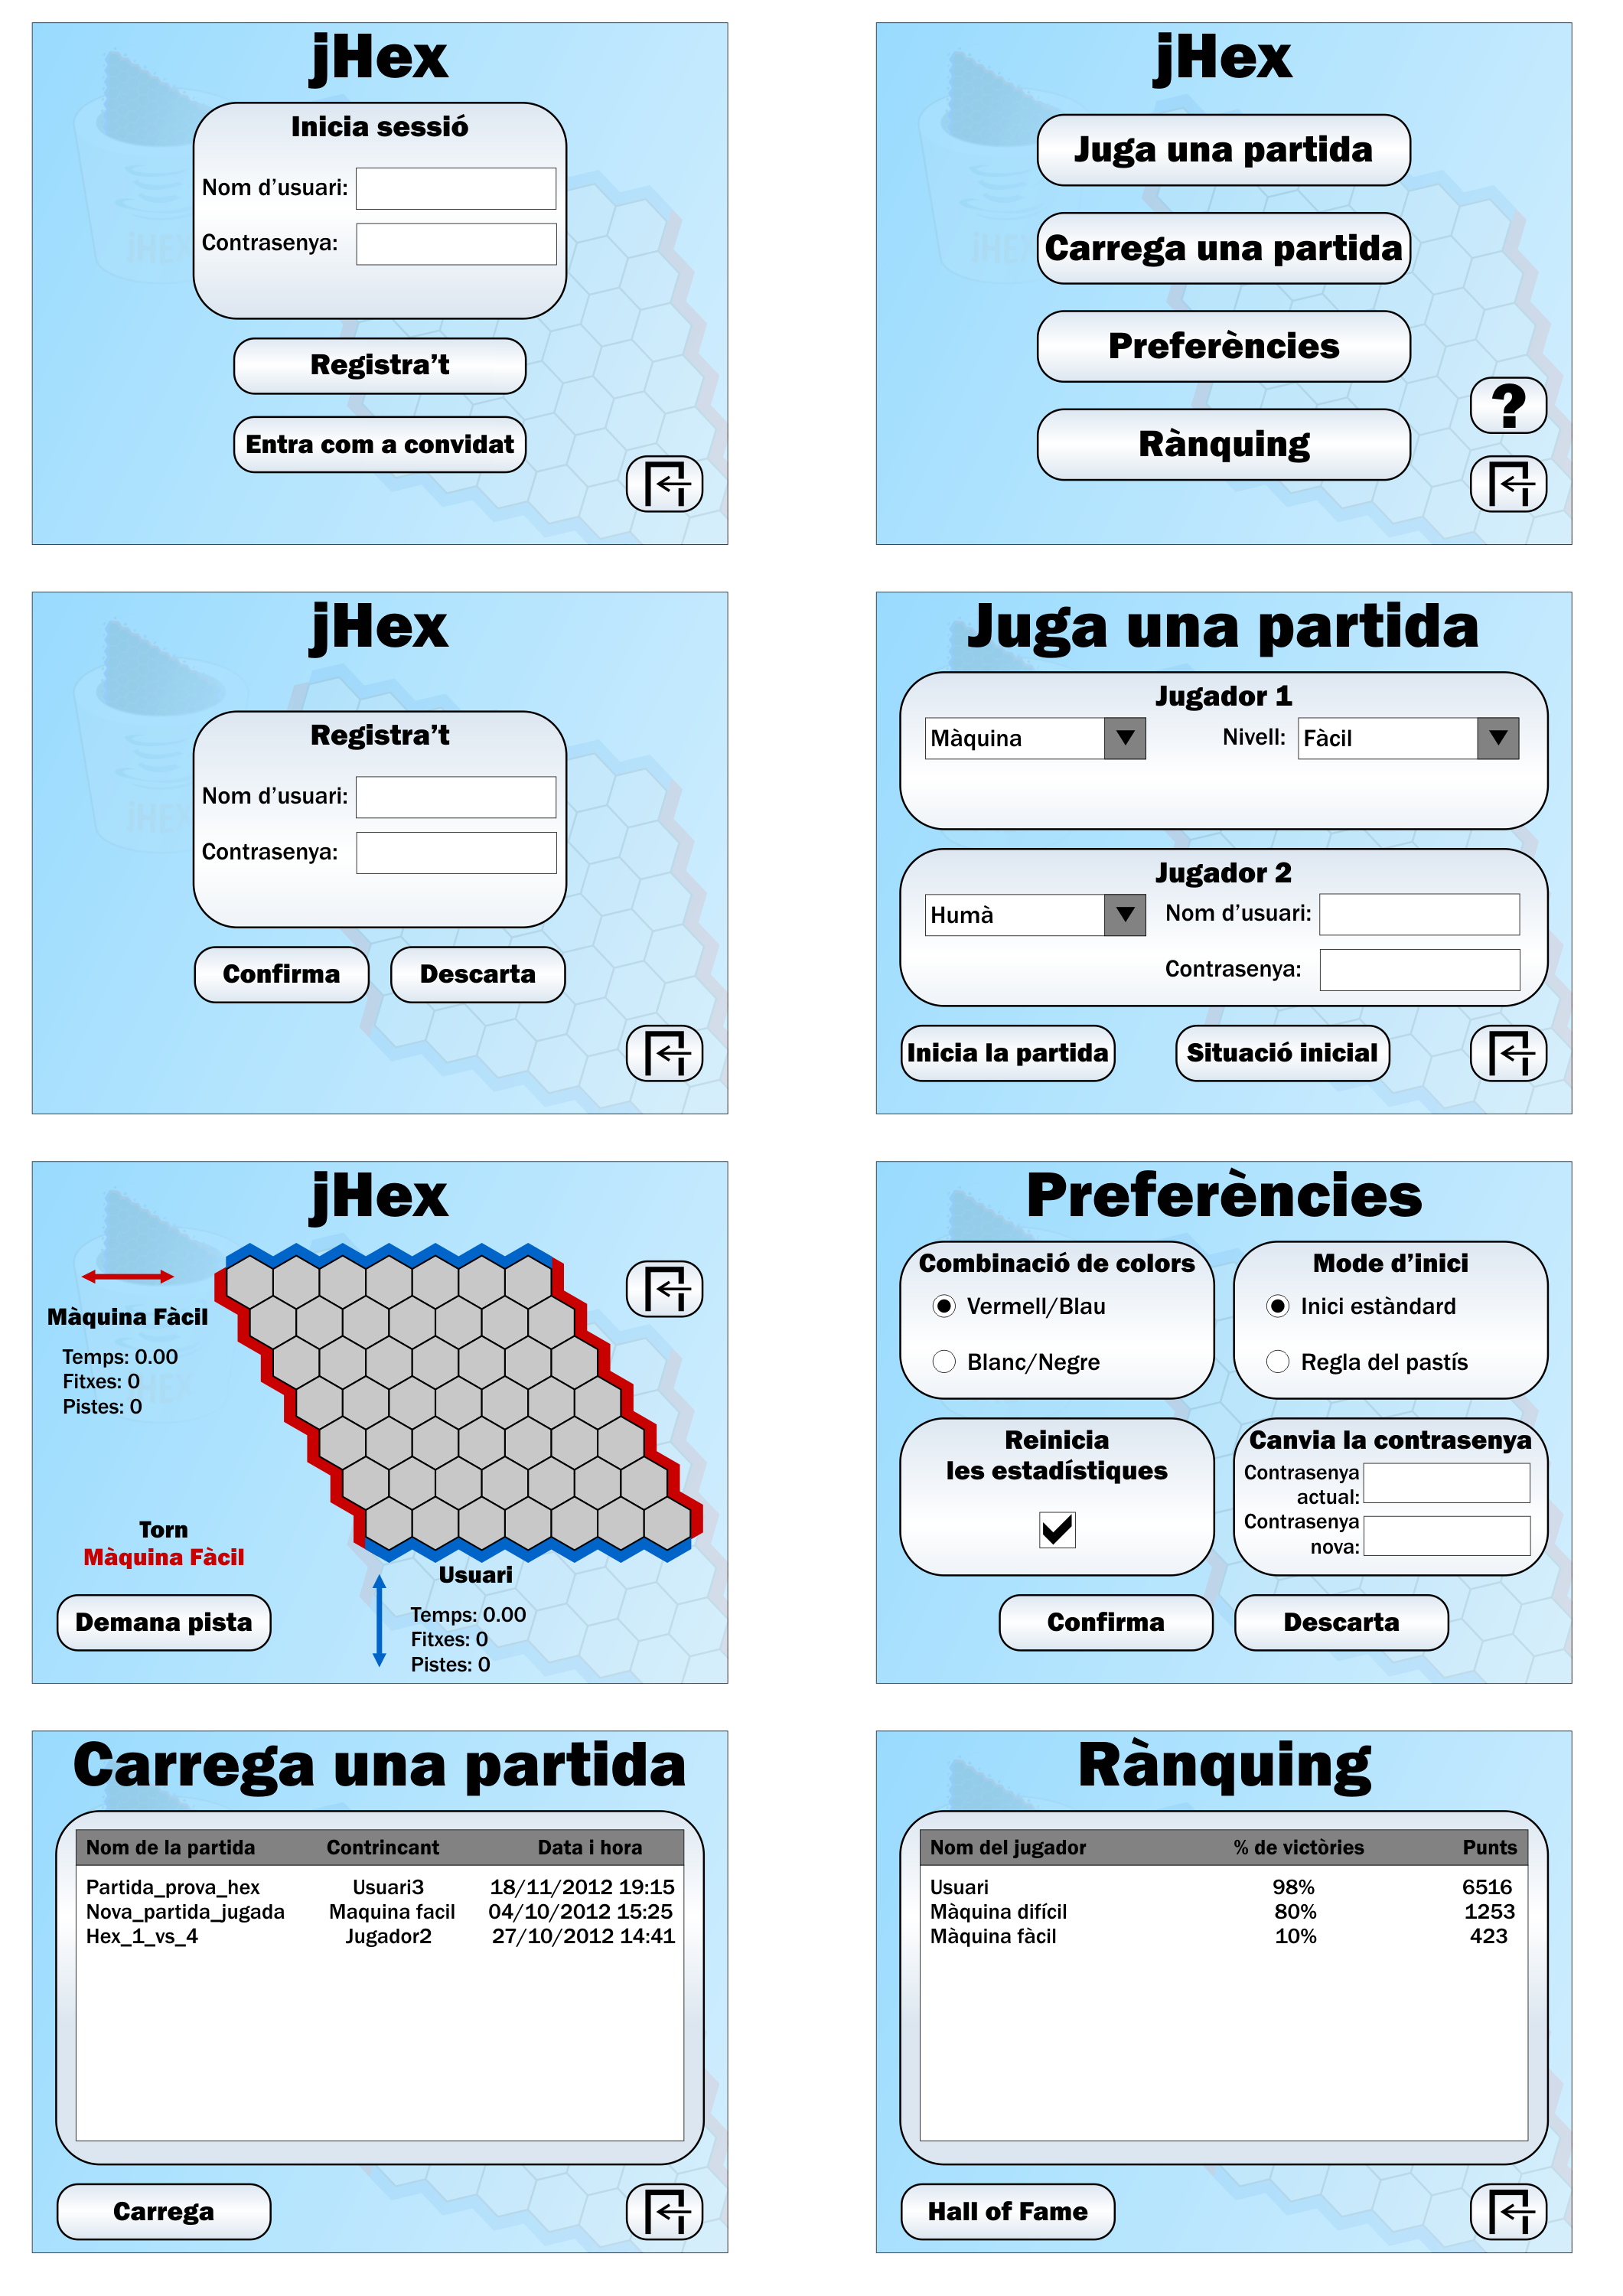 jHex
Inicia sessió
Nom d’usuari:
Contrasenya:
Registra’t
Entra com a convidat
jHEX
jHex
Juga una partida
Carrega una partida
Preferències
Rànquing
?
jHEX
jHex
Registra’t
Nom d’usuari:
Contrasenya:
Confirma
Descarta
jHEX
Juga una partida
Jugador 1
Màquina
Nivell:
Fàcil
Jugador 2
Humà
Nom d’usuari:
Contrasenya:
Inicia la partida
Situació inicial
jHex
Màquina Fàcil
Temps: 0.00
Fitxes: 0
Pistes: 0
Torn
Màquina Fàcil
Demana pista
Usuari
Temps: 0.00
Fitxes: 0
Pistes: 0
Preferències
Combinació de colors
Vermell/Blau
Blanc/Negre
Mode d’inici
Inici estàndard
Regla del pastís
Reinicia
les estadístiques
Canvia la contrasenya
Contrasenya
actual:
Contrasenya
nova:
Confirma
Descarta
Carrega una partida
Nom de la partida Contrincant Data i hora
Partida_prova_hex Usuari3 18/11/2012 19:15
Nova_partida_jugada Maquina facil 04/10/2012 15:25
Hex_1_vs_4 Jugador2 27/10/2012 14:41
Carrega
Rànquing
Nom del jugador % de victòries Punts
Usuari 98% 6516
Màquina difícil 80% 1253
Màquina fàcil 10% 423
Hall of Fame